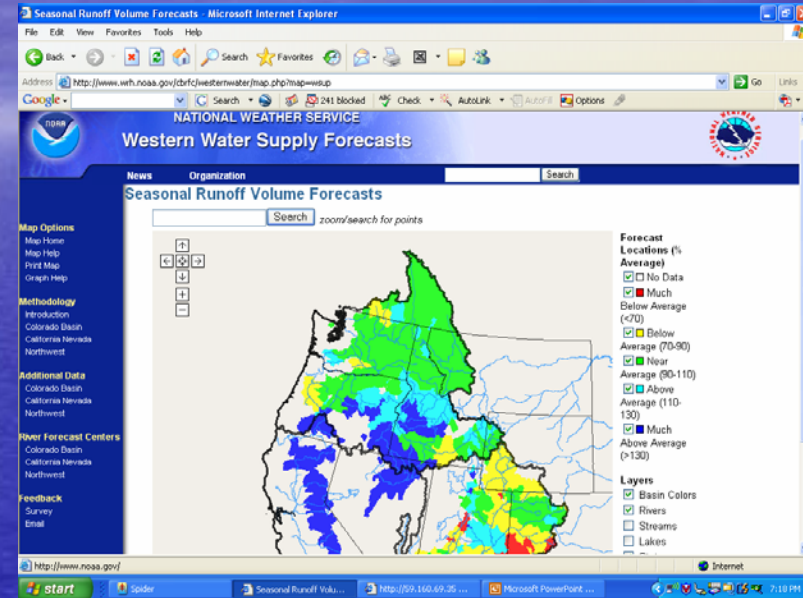 Seasonal Runoff Volume Forecasts - Microsoft Internet Explorer
File Edit View Favorites Tools Help
Back Search Favorites
Address http://www.wrh.noaa.gov/cbrfc/westernwater/map.php?map=wsup Go Links
Google Search 241 blocked Check AutoLink AutoFill Options
NOAA
NATIONAL WEATHER SERVICE
Western Water Supply Forecasts
News Organization Search
Seasonal Runoff Volume Forecasts
Search zoom/search for points
Map Options
Map Home
Map Help
Print Map
Graph Help
Methodology
Introduction
Colorado Basin
California Nevada
Northwest
Additional Data
Colorado Basin
California Nevada
Northwest
River Forecast Centers
Colorado Basin
California Nevada
Northwest
Feedback
Survey
Email
Forecast
Locations (%
Average)
No Data
Much
Below Average
(<70)
Below
Average (70-90)
Near
Average (90-110)
Above
Average (110-
130)
Much
Above Average
(>130)
Layers
Basin Colors
Rivers
Streams
Lakes
http://www.noaa.gov/ Internet
start Spider Seasonal Runoff Volu... http://59.160.69.35 ... Microsoft PowerPoint ... 7:18 PM